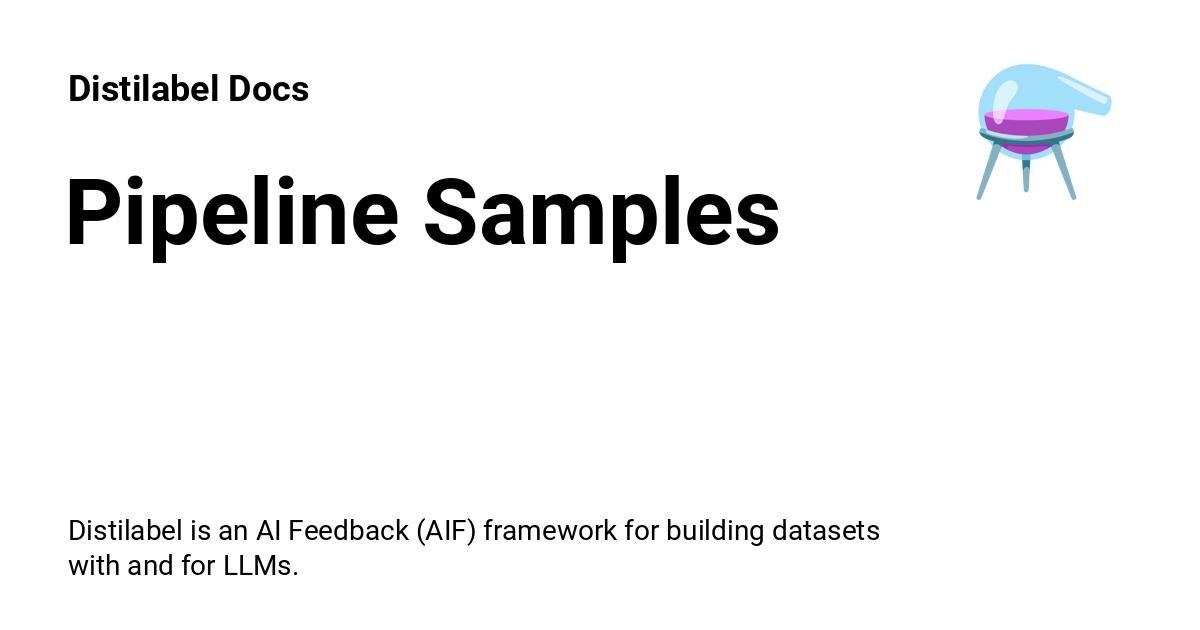 Distilabel Docs
Pipeline Samples
Distilabel is an AI Feedback (AIF) framework for building datasets
with and for LLMs.